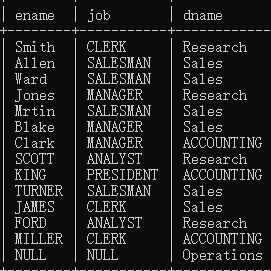 | ename | job | dname
| Smith | CLERK | Research
| Allen | SALESMAN | Sales
| Ward | SALESMAN | Sales
| Jones | MANAGER | Research
| Mrtin | SALESMAN | Sales
| Blake | MANAGER | Sales
| Clark | MANAGER | ACCOUNTING
| SCOTT | ANALYST | Research
| KING | PRESIDENT | ACCOUNTING
| TURNER | SALESMAN | Sales
| JAMES | CLERK | Sales
| FORD | ANALYST | Research
| MILLER | CLERK | ACCOUNTING
| NULL | NULL | Operations